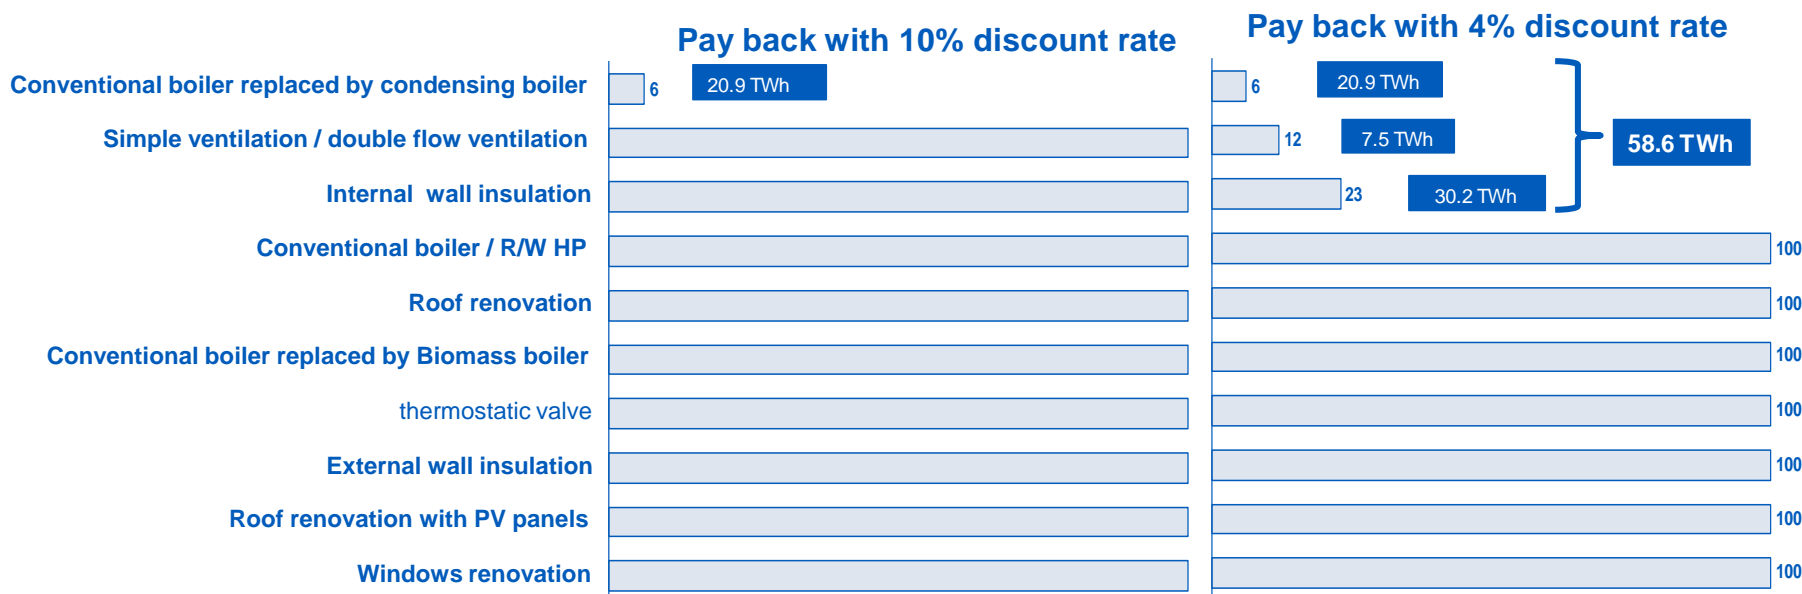 Pay back with 10% discount rate
Pay back with 4% discount rate
Conventional boiler replaced by condensing boiler 6 20.9 TWh 6 20.9 TWh
Simple ventilation / double flow ventilation 12 7.5 TWh 58.6 TWh
Internal wall insulation 23 30.2 TWh
Conventional boiler / R/W HP 100
Roof renovation 100
Conventional boiler replaced by Biomass boiler 100
thermostatic valve 100
External wall insulation 100
Roof renovation with PV panels 100
Windows renovation 100